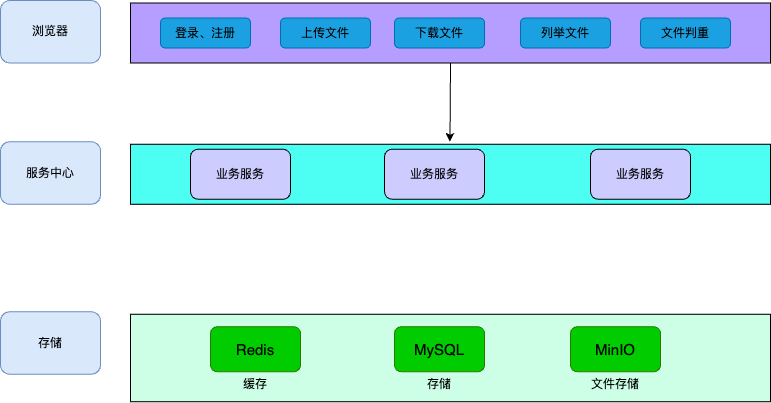 浏览器
登录、注册
上传文件
下载文件
列举文件
文件判重
服务中心
业务服务
业务服务
业务服务
存储
Redis
MySQL
MinIO
缓存
存储
文件存储